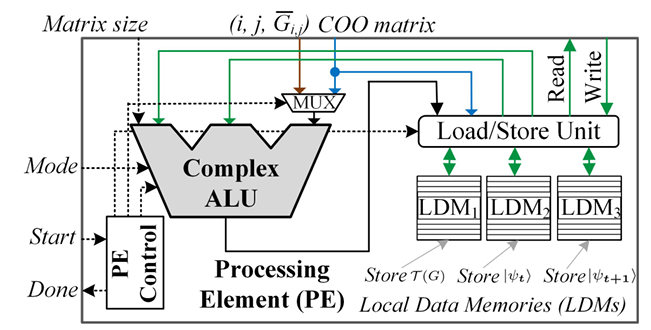 Matrix size
(i, j, G̅i,j) COO matrix
MUX
Read
Write
Load/Store Unit
Complex
ALU
Mode
LDM1
LDM2
LDM3
Start
PE
Control
Done
Processing
Element (PE)
Store 𝒯(G)
Store |ψt⟩
Store |ψt+1⟩
Local Data Memories (LDMs)